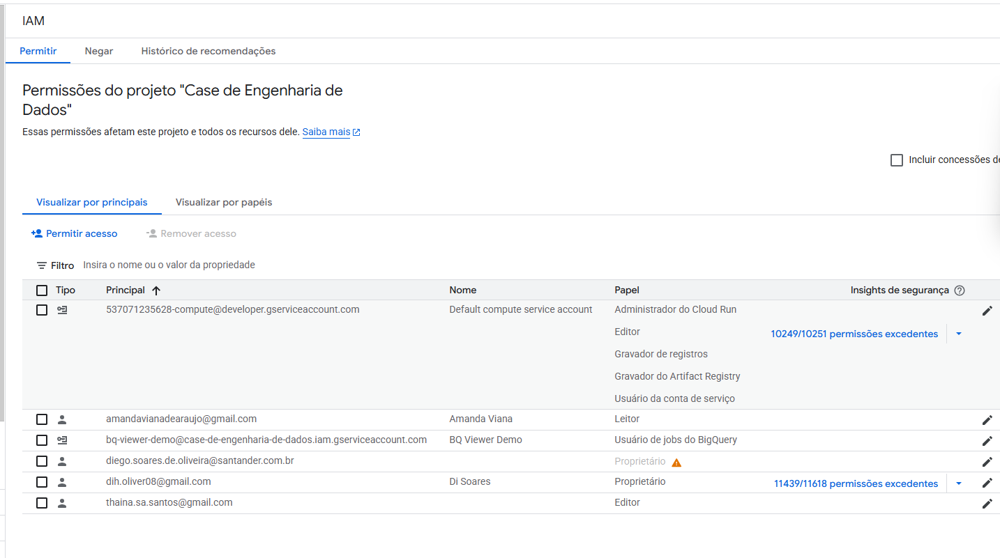 IAM
Permitir Negar Histórico de recomendações
Permissões do projeto "Case de Engenharia de
Dados"
Essas permissões afetam este projeto e todos os recursos dele. Saiba mais
Incluir concessões de
Visualizar por principais Visualizar por papéis
Permitir acesso Remover acesso
Filtro Insira o nome ou o valor da propriedade
Tipo Principal Nome Papel Insights de segurança
537071235628-compute@developer.gserviceaccount.com Default compute service account Administrador do Cloud Run
Editor 10249/10251 permissões excedentes
Gravador de registros
Gravador do Artifact Registry
Usuário da conta de serviço
amandavianadearaujo@gmail.com Amanda Viana Leitor
bq-viewer-demo@case-de-engenharia-de-dados.iam.gserviceaccount.com BQ Viewer Demo Usuário de jobs do BigQuery
diego.soares.de.oliveira@santander.com.br Proprietário
dih.oliver08@gmail.com Di Soares Proprietário 11439/11618 permissões excedentes
thaina.sa.santos@gmail.com Editor